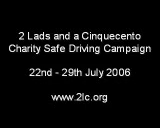 2 Lads and a Cinquecento
Charity Safe Driving Campaign
22nd - 29th July 2006
www.2lc.org